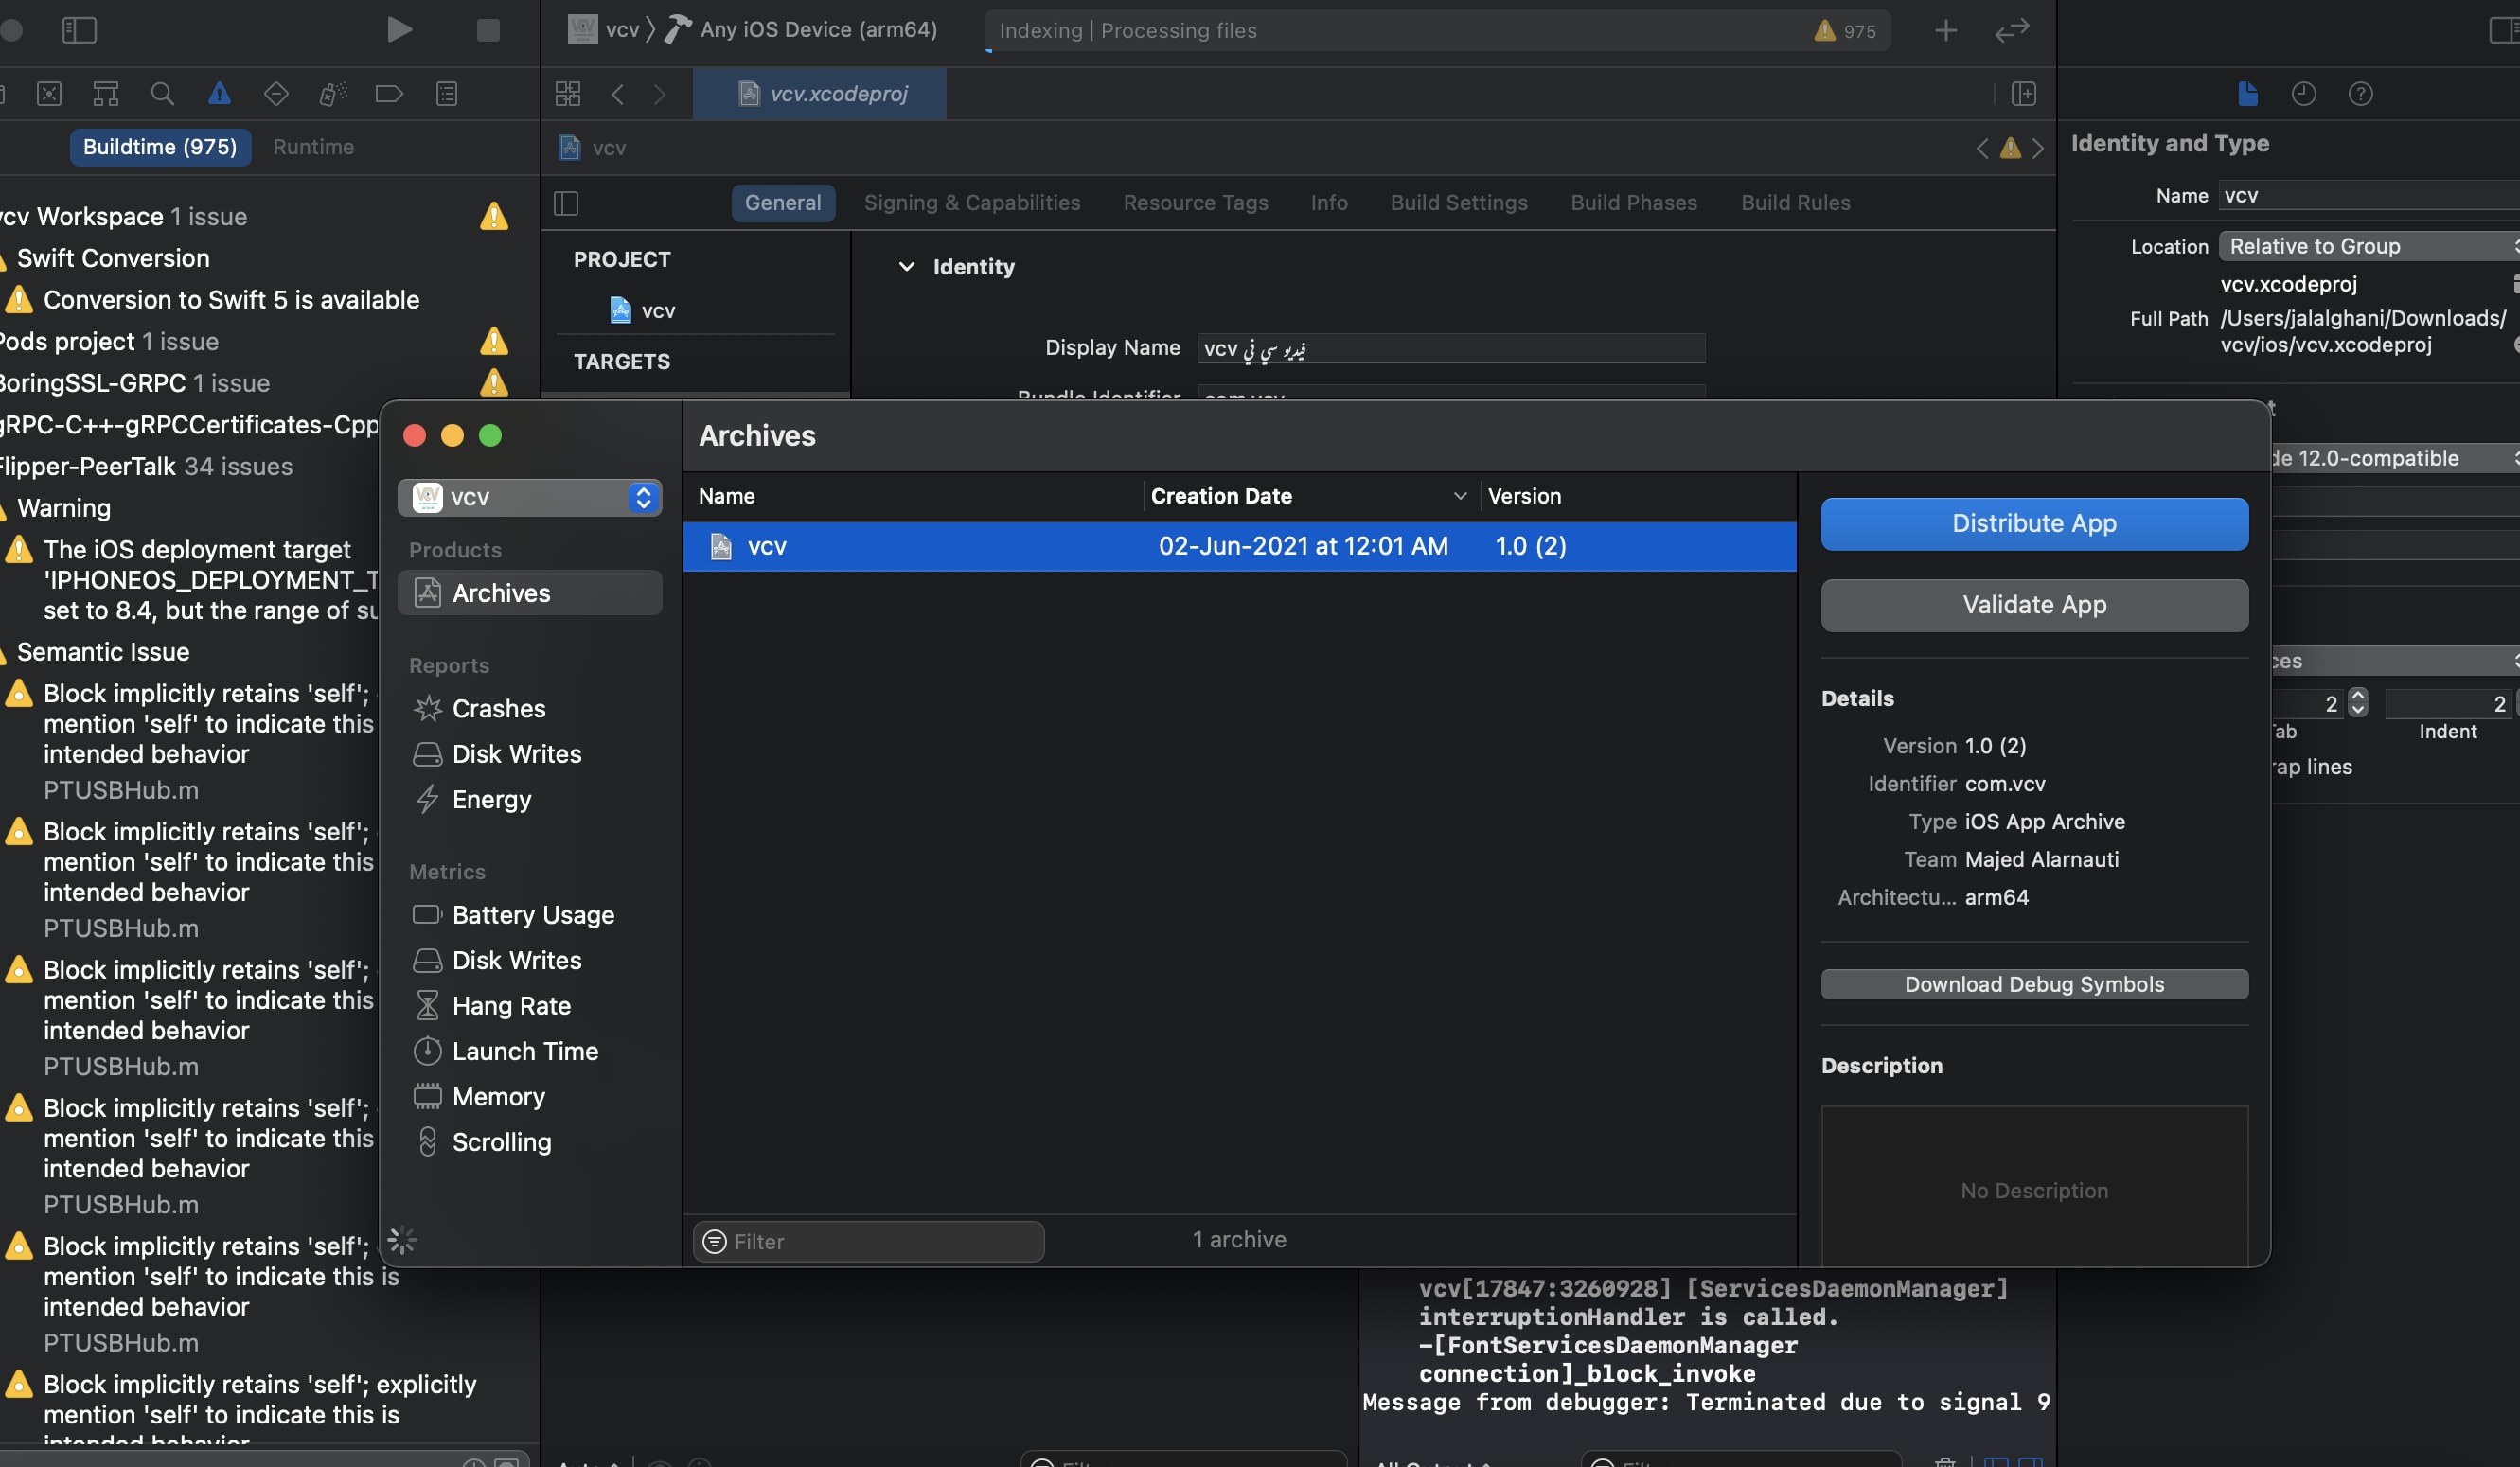 vcv
Any iOS Device (arm64)
Indexing | Processing files
975
vcv.xcodeproj
Buildtime (975)
Runtime
vcv
Identity and Type
vcv Workspace 1 issue
Swift Conversion
Conversion to Swift 5 is available
Pods project 1 issue
BoringSSL-GRPC 1 issue
gRPC-C++-gRPCCertificates-Cpp
Flipper-PeerTalk 34 issues
Warning
The iOS deployment target
'IPHONEOS_DEPLOYMENT_T
set to 8.4, but the range of su
Semantic Issue
Block implicitly retains 'self';
mention 'self' to indicate this
intended behavior
PTUSBHub.m
Block implicitly retains 'self';
mention 'self' to indicate this
intended behavior
PTUSBHub.m
Block implicitly retains 'self';
mention 'self' to indicate this
intended behavior
PTUSBHub.m
Block implicitly retains 'self';
mention 'self' to indicate this
intended behavior
PTUSBHub.m
Block implicitly retains 'self';
mention 'self' to indicate this is
intended behavior
PTUSBHub.m
Block implicitly retains 'self'; explicitly
mention 'self' to indicate this is
intended behavior
General
Signing & Capabilities
Resource Tags
Info
Build Settings
Build Phases
Build Rules
PROJECT
vcv
TARGETS
Identity
Display Name
vcv فيديو سي في
Bundle Identifier
com.vcv
Name vcv
Location Relative to Group
vcv.xcodeproj
Full Path /Users/jalalghani/Downloads/
vcv/ios/vcv.xcodeproj
de 12.0-compatible
ces
2
2
Tab
Indent
rap lines
vcv
Products
Archives
Reports
Crashes
Disk Writes
Energy
Metrics
Battery Usage
Disk Writes
Hang Rate
Launch Time
Memory
Scrolling
Archives
Name
Creation Date
Version
vcv
02-Jun-2021 at 12:01 AM
1.0 (2)
Filter
1 archive
Distribute App
Validate App
Details
Version 1.0 (2)
Identifier com.vcv
Type iOS App Archive
Team Majed Alarnauti
Architectu... arm64
Download Debug Symbols
Description
No Description
vcv[17847:3260928] [ServicesDaemonManager]
interruptionHandler is called.
-[FontServicesDaemonManager
connection]_block_invoke
Message from debugger: Terminated due to signal 9